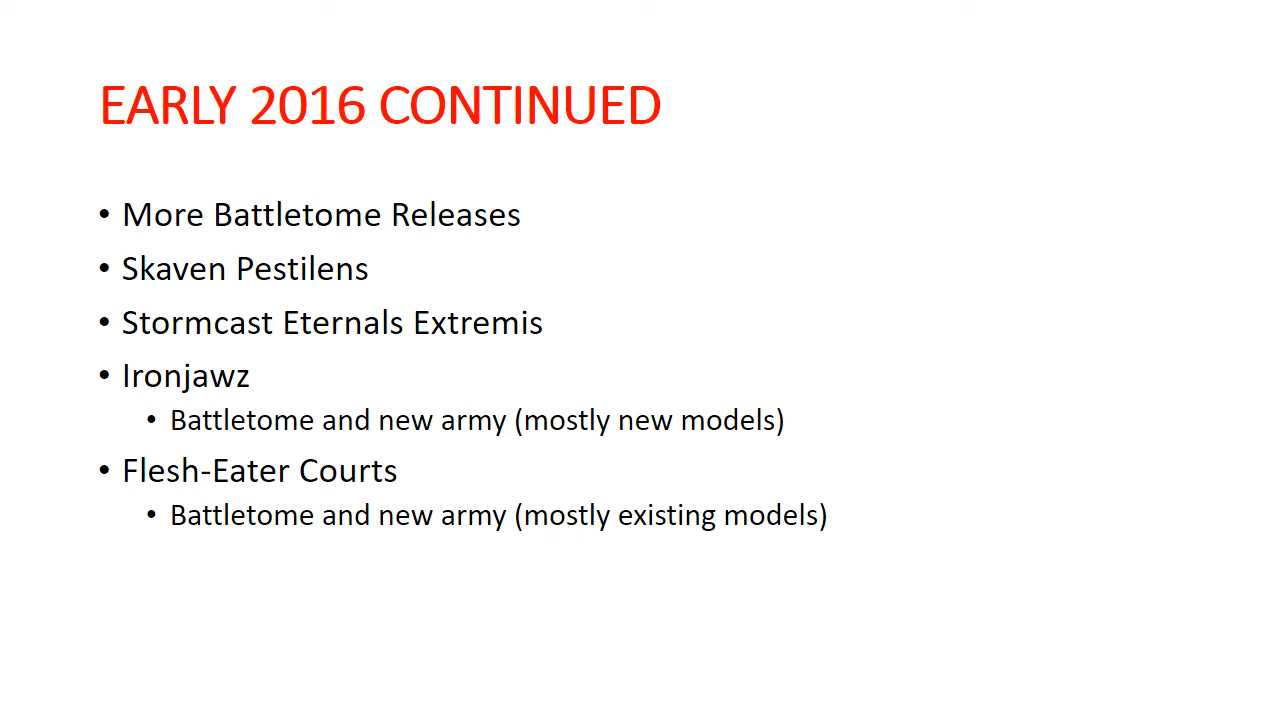 EARLY 2016 CONTINUED
• More Battletome Releases
• Skaven Pestilens
• Stormcast Eternals Extremis
• Ironjawz
• Battletome and new army (mostly new models)
• Flesh-Eater Courts
• Battletome and new army (mostly existing models)